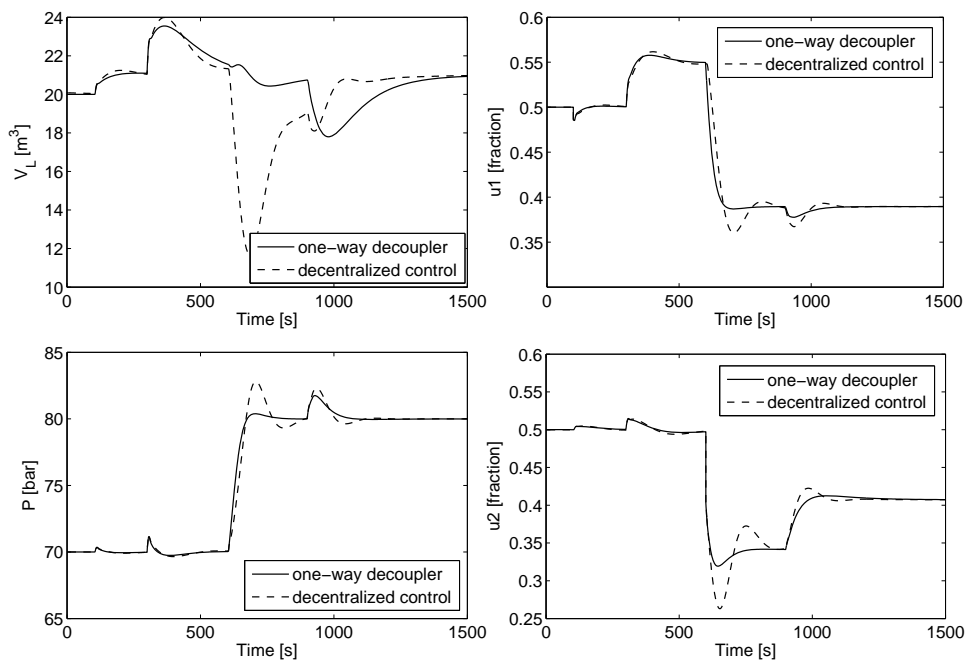 24
22
20
18
16
14
12
10
V_L [m^3]
one-way decoupler
decentralized control
0
500
1000
1500
Time [s]
0.6
0.55
0.5
0.45
0.4
0.35
u1 [fraction]
one-way decoupler
decentralized control
0
500
1000
1500
Time [s]
85
80
75
70
65
P [bar]
one-way decoupler
decentralized control
0
500
1000
1500
Time [s]
0.6
0.55
0.5
0.45
0.4
0.35
0.3
0.25
u2 [fraction]
one-way decoupler
decentralized control
0
500
1000
1500
Time [s]